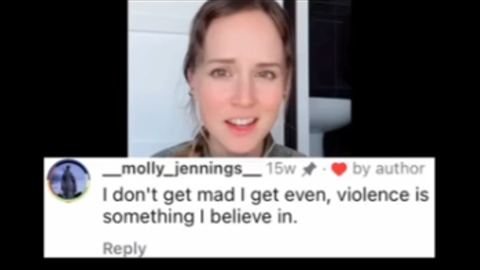 __molly_jennings__ 15w · by author
I don't get mad I get even, violence is
something I believe in.
Reply